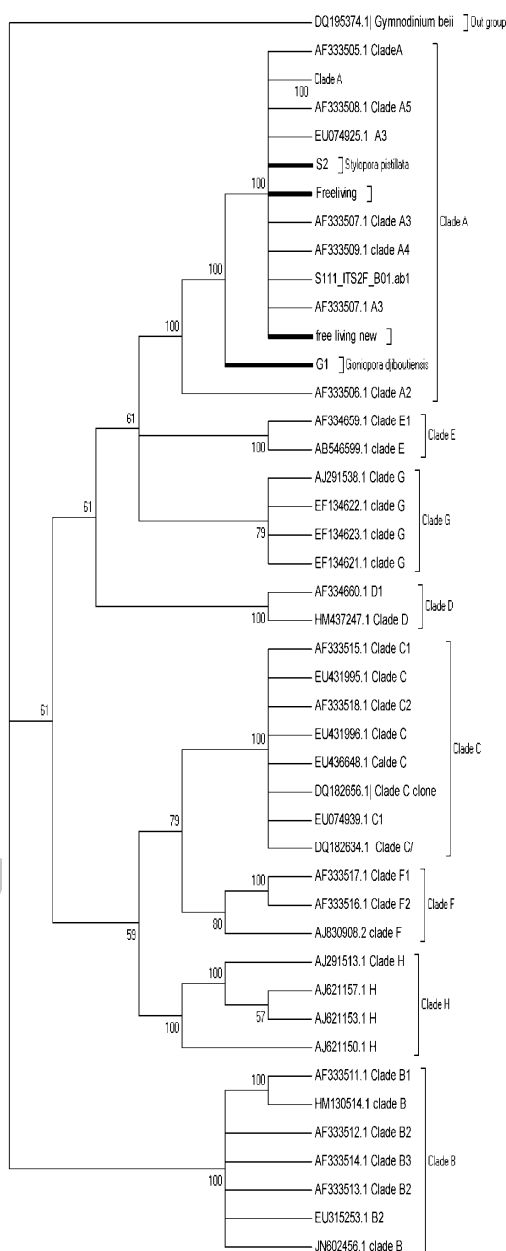 DQ195374.1| Gymnodinium beii Out group
AF333505.1 CladeA
Clade A
100
AF333508.1 Clade A5
EU074925.1 A3
S2 Stylopora pistillata
100
Freeliving
AF333507.1 Clade A3
Clade A
AF333509.1 clade A4
100
S111_ITS2F_B01.ab1
AF333507.1 A3
100
free living new
G1 Goniopora djiboutiensis
AF333506.1 Clade A2
61
AF334659.1 Clade E1
Clade E
100
AB546599.1 clade E
AJ291538.1 Clade G
61
EF134622.1 clade G
Clade G
EF134623.1 clade G
79
EF134621.1 clade G
AF334660.1 D1
Clade D
100
HM437247.1 Clade D
AF333515.1 Clade C1
EU431995.1 Clade C
61
AF333518.1 Clade C2
EU431996.1 Clade C
100
Clade C
EU436648.1 Calde C
DQ182656.1| Clade C clone
79
EU074939.1 C1
DQ182634.1 Clade C/
AF333517.1 Clade F1
100
AF333516.1 Clade F2
Clade F
80
AJ830908.2 clade F
59
AJ291513.1 Clade H
100
AJ621157.1 H
Clade H
AJ621153.1 H
57
100
AJ621150.1 H
AF333511.1 Clade B1
100
HM130514.1 clade B
AF333512.1 Clade B2
AF333514.1 Clade B3
Clade B
100
AF333513.1 Clade B2
EU315253.1 B2
JN602456.1 clade B